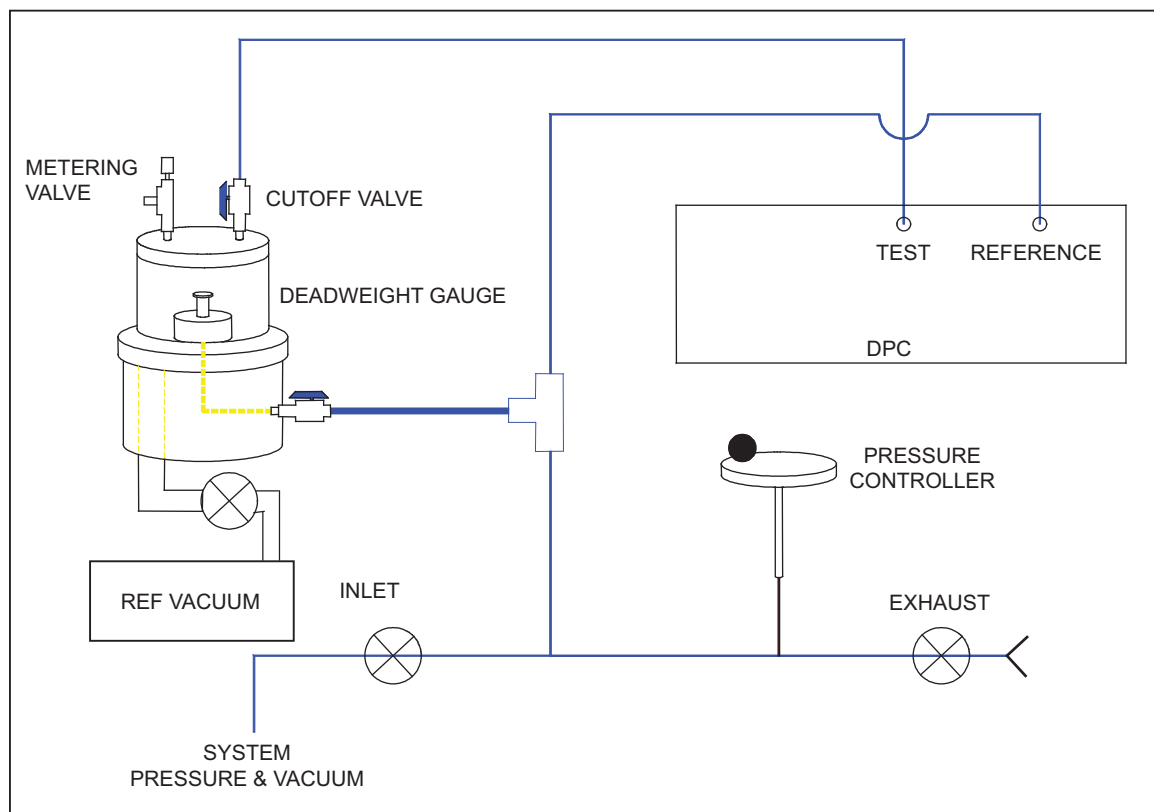 METERING
VALVE
CUTOFF VALVE
TEST
REFERENCE
DEADWEIGHT GAUGE
DPC
PRESSURE
CONTROLLER
REF VACUUM
INLET
EXHAUST
SYSTEM
PRESSURE & VACUUM